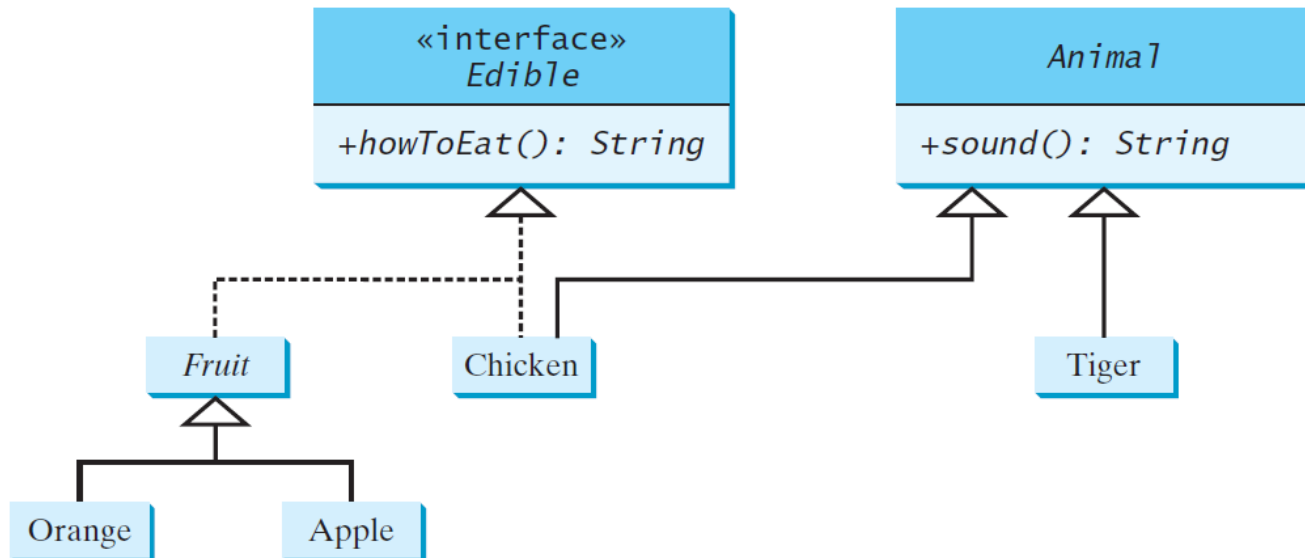 «interface»
Edible
+howToEat(): String
Animal
+sound(): String
Fruit
Chicken
Tiger
Orange
Apple